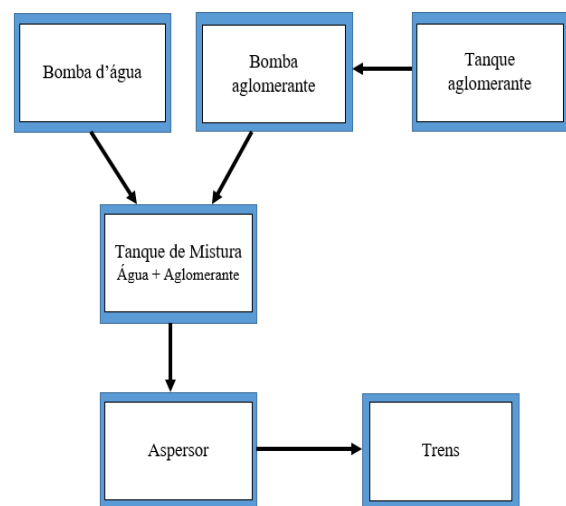 Bomba d’água
Bomba
aglomerante
Tanque
aglomerante
Tanque de Mistura
Água + Aglomerante
Aspersor
Trens